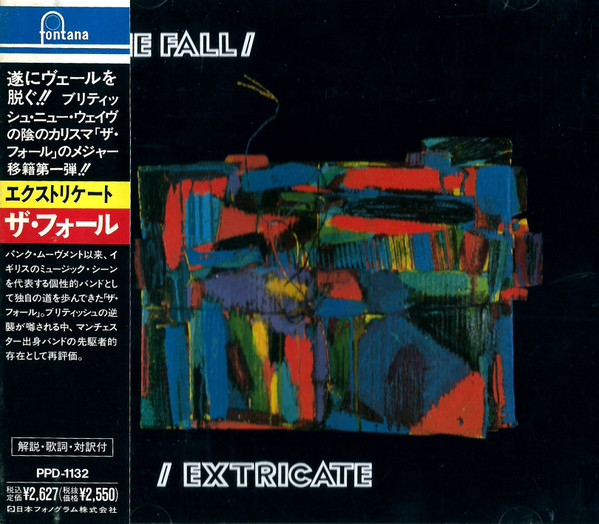 fontana
HE FALL/
遂にヴェールを
脱ぐ!! ブリティッ
シュ・ニュー・ウェイヴ
の陰のカリスマ「ザ・
フォール」のメジャー
移籍第一弾!!
エクストリケート
ザ・フォール
パンク・ムーヴメント以来、イ
ギリスのミュージック・シーン
を代表する個性的バンドとし
て独自の道を歩んできた「ザ・
フォール」。ブリティッシュの逆
襲が噂される中、マンチェス
ター出身バンドの先駆者的
存在として再評価。
解説・歌詞・対訳付
PPD-1132
税込定価¥2,627(税抜価格¥2,550)
日本フォノグラム株式会社
/ EXTRICATE